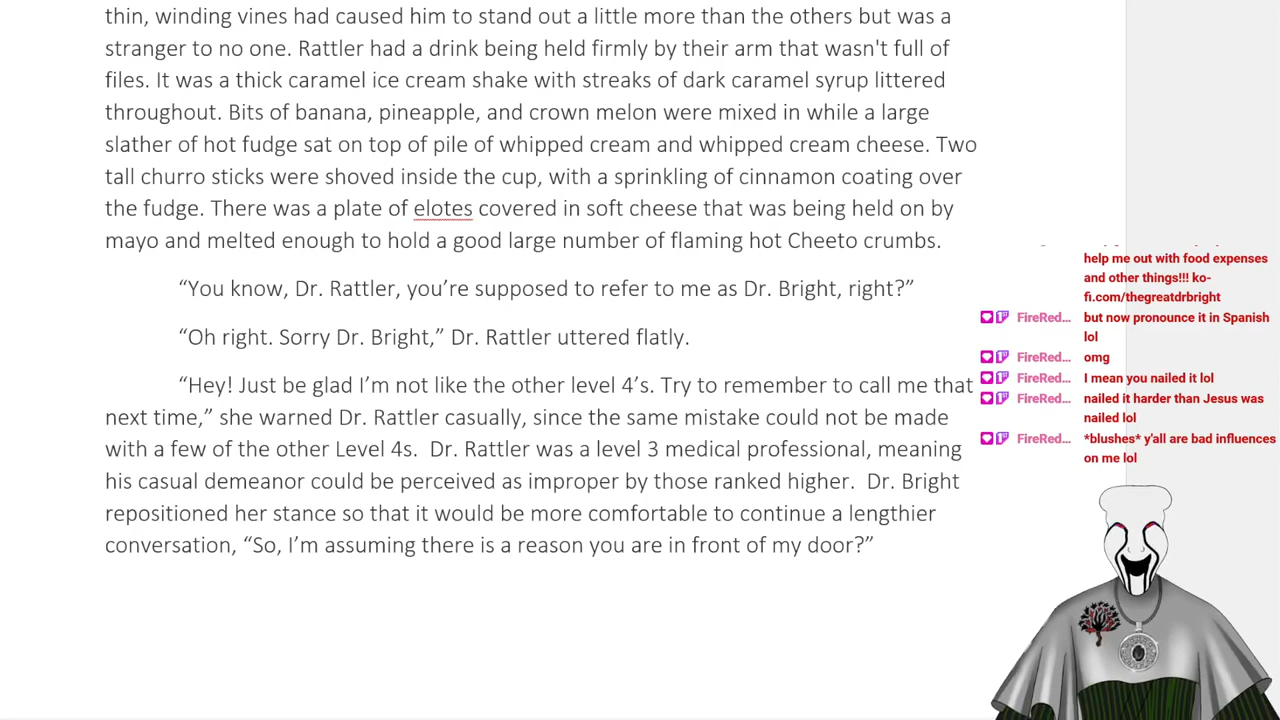 thin, winding vines had caused him to stand out a little more than the others but was a
stranger to no one. Rattler had a drink being held firmly by their arm that wasn't full of
files. It was a thick caramel ice cream shake with streaks of dark caramel syrup littered
throughout. Bits of banana, pineapple, and crown melon were mixed in while a large
slather of hot fudge sat on top of pile of whipped cream and whipped cream cheese. Two
tall churro sticks were shoved inside the cup, with a sprinkling of cinnamon coating over
the fudge. There was a plate of elotes covered in soft cheese that was being held on by
mayo and melted enough to hold a good large number of flaming hot Cheeto crumbs.
“You know, Dr. Rattler, you’re supposed to refer to me as Dr. Bright, right?”
“Oh right. Sorry Dr. Bright,” Dr. Rattler uttered flatly.
“Hey! Just be glad I’m not like the other level 4’s. Try to remember to call me that
next time,” she warned Dr. Rattler casually, since the same mistake could not be made
with a few of the other Level 4s.  Dr. Rattler was a level 3 medical professional, meaning
his casual demeanor could be perceived as improper by those ranked higher.  Dr. Bright
repositioned her stance so that it would be more comfortable to continue a lengthier
conversation, “So, I’m assuming there is a reason you are in front of my door?”
help me out with food expenses
and other things!!! ko-
fi.com/thegreatdrbright
FireRed... but now pronounce it in Spanish
lol
FireRed... omg
FireRed... I mean you nailed it lol
FireRed... nailed it harder than Jesus was
nailed lol
FireRed... *blushes* y'all are bad influences
on me lol